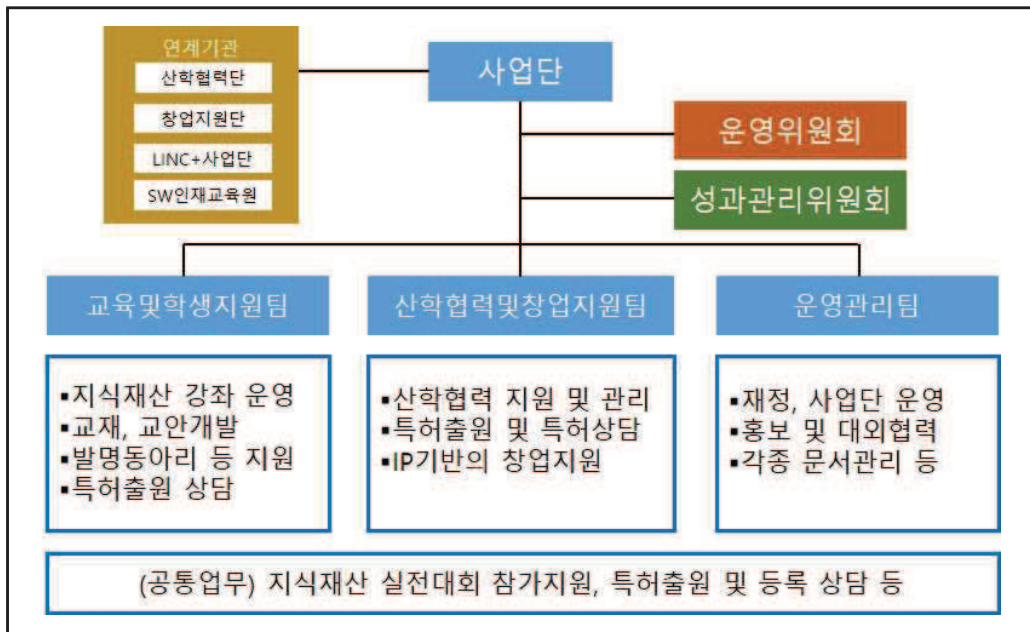 연계기관
산학협력단
창업지원단
LINC+사업단
SW인재교육원
사업단
운영위원회
성과관리위원회
교육및학생지원팀
▪지식재산 강좌 운영
▪교재, 교안개발
▪발명동아리 등 지원
▪특허출원 상담
산학협력및창업지원팀
▪산학협력 지원 및 관리
▪특허출원 및 특허상담
▪IP기반의 창업지원
운영관리팀
▪재정, 사업단 운영
▪홍보 및 대외협력
▪각종 문서관리 등
(공통업무) 지식재산 실전대회 참가지원, 특허출원 및 등록 상담 등